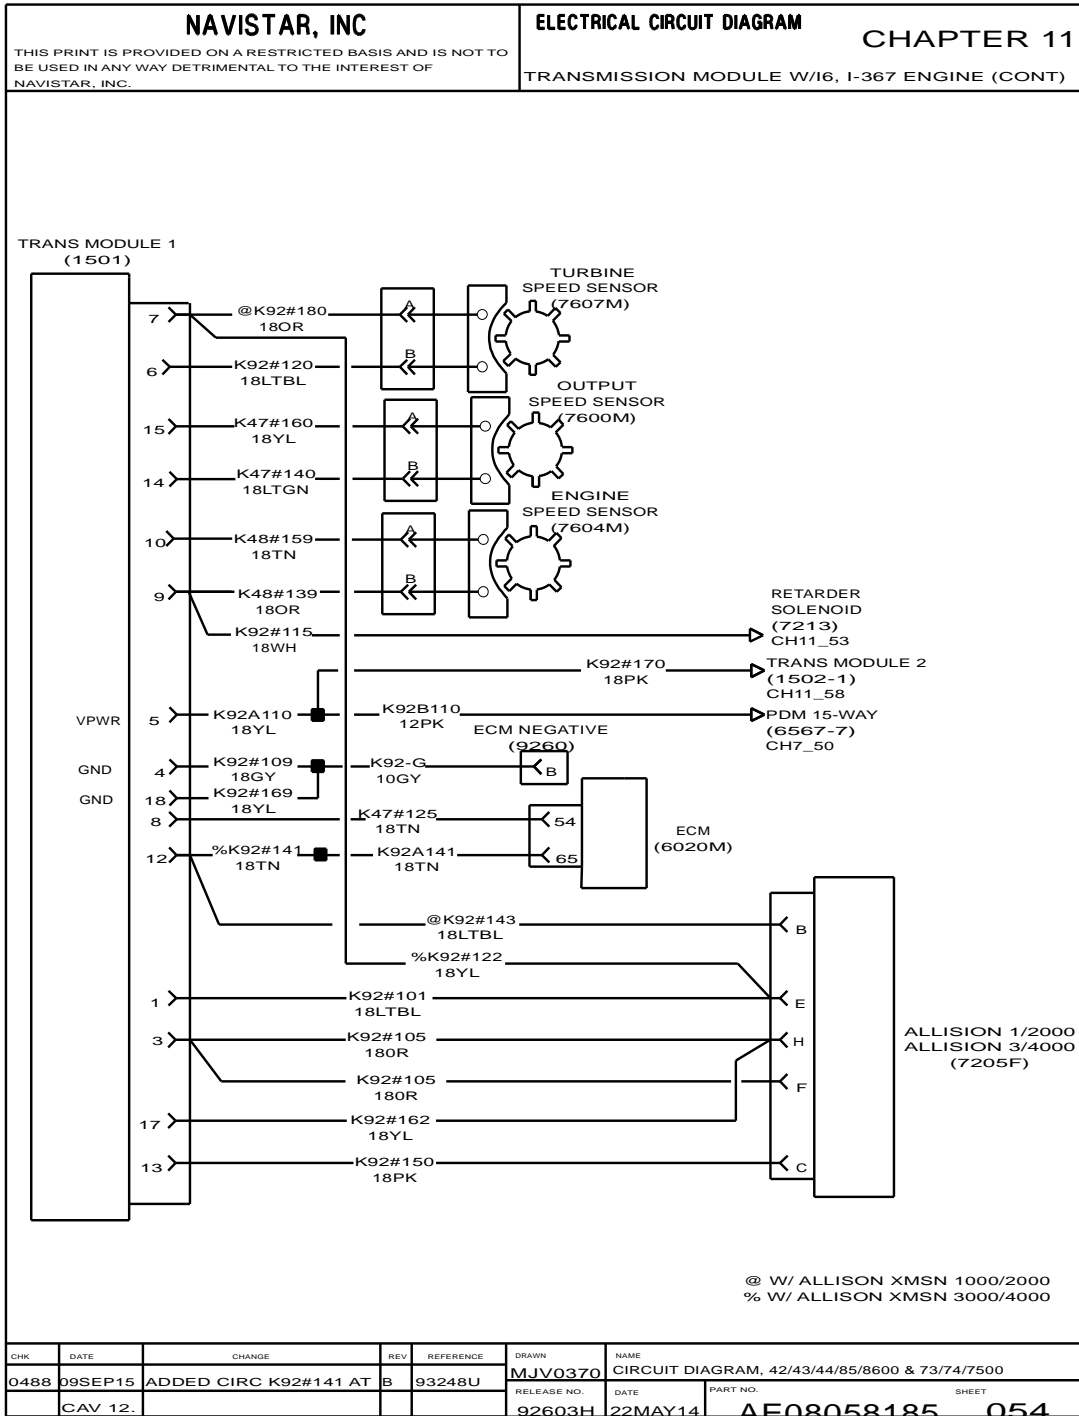 NAVISTAR, INC
THIS PRINT IS PROVIDED ON A RESTRICTED BASIS AND IS NOT TO
BE USED IN ANY WAY DETRIMENTAL TO THE INTEREST OF
NAVISTAR, INC.
ELECTRICAL CIRCUIT DIAGRAM
CHAPTER 11
TRANSMISSION MODULE W/I6, I-367 ENGINE (CONT)
TRANS MODULE 1
(1501)
TURBINE
SPEED SENSOR
(7607M)
7
@K92#180
18OR
A
6
K92#120
18LTBL
B
OUTPUT
SPEED SENSOR
(7600M)
15
K47#160
18YL
A
14
K47#140
18LTGN
B
ENGINE
SPEED SENSOR
(7604M)
10
K48#159
18TN
A
9
K48#139
18OR
B
K92#115
18WH
RETARDER
SOLENOID
(7213)
CH11_53
K92#170
18PK
TRANS MODULE 2
(1502-1)
CH11_58
VPWR
5
K92A110
18YL
K92B110
12PK
PDM 15-WAY
(6567-7)
CH7_50
ECM NEGATIVE
(9260)
GND
4
K92#109
18GY
K92-G
10GY
B
GND
18
K92#169
18YL
8
K47#125
18TN
54
ECM
(6020M)
12
%K92#141
18TN
K92A141
18TN
65
@K92#143
18LTBL
B
%K92#122
18YL
1
K92#101
18LTBL
E
3
K92#105
180R
H
ALLISION 1/2000
ALLISION 3/4000
(7205F)
K92#105
180R
F
17
K92#162
18YL
13
K92#150
18PK
C
@ W/ ALLISON XMSN 1000/2000
% W/ ALLISON XMSN 3000/4000
CHK DATE CHANGE REV REFERENCE
0488 09SEP15 ADDED CIRC K92#141 AT B 93248U
CAV 12.
DRAWN
MJV0370
NAME
CIRCUIT DIAGRAM, 42/43/44/85/8600 & 73/74/7500
RELEASE NO.
92603H
DATE
22MAY14
PART NO.
AE08058185
SHEET
054